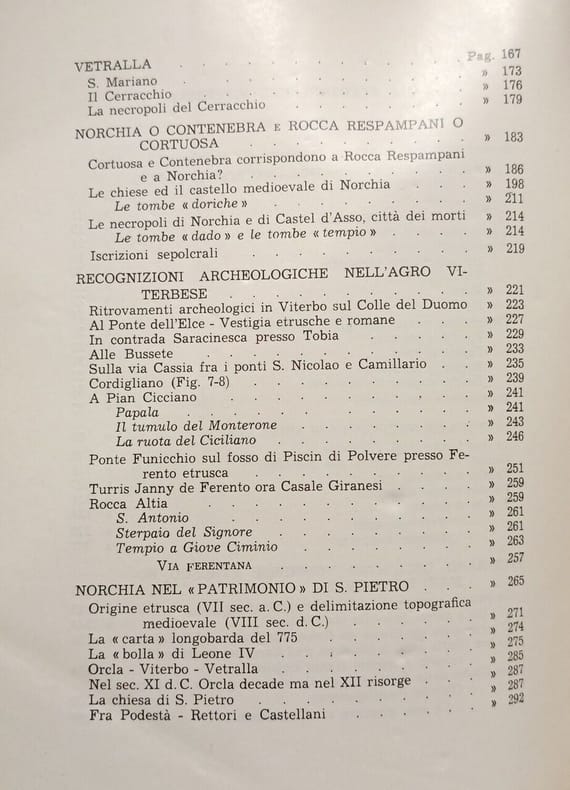 VETRALLA . . . . . . . . . . Pag. 167
S. Mariano . . . . . . . . . » 173
Il Cerracchio . . . . . . . . » 176
La necropoli del Cerracchio . . . . . . » 179
NORCHIA O CONTENEBRA E ROCCA RESPAMPANI O
CORTUOSA . . . . . . . . » 183
Cortuosa e Contenebra corrispondono a Rocca Respampani
e a Norchia? . . . . . . . » 186
Le chiese ed il castello medioevale di Norchia . . . » 198
Le tombe « doriche » . . . . . . . » 211
Le necropoli di Norchia e di Castel d'Asso, città dei morti » 214
Le tombe « dado » e le tombe « tempio » . . . » 214
Iscrizioni sepolcrali . . . . . . . » 219
RECOGNIZIONI ARCHEOLOGICHE NELL'AGRO VI-
TERBESE . . . . . . . . » 221
Ritrovamenti archeologici in Viterbo sul Colle del Duomo » 223
Al Ponte dell'Elce - Vestigia etrusche e romane . . . » 227
In contrada Saracinesca presso Tobia . . . . » 229
Alle Bussete . . . . . . . . » 233
Sulla via Cassia fra i ponti S. Nicolao e Camillario . . » 235
Cordigliano (Fig. 7-8) . . . . . . . » 239
A Pian Cicciano . . . . . . . . » 241
Papala . . . . . . . . . » 241
Il tumulo del Monterone . . . . . . » 243
La ruota del Ciciliano . . . . . . » 246
Ponte Funicchio sul fosso di Piscin di Polvere presso Fe-
rento etrusca . . . . . . . » 251
Turris Janny de Ferento ora Casale Giranesi . . . . » 259
Rocca Altia . . . . . . . . . » 259
S. Antonio . . . . . . . . » 261
Sterpaio del Signore . . . . . . . » 261
Tempio a Giove Ciminio . . . . . . » 263
VIA FERENTANA . . . . . . » 257
NORCHIA NEL « PATRIMONIO » DI S. PIETRO . . . » 265
Origine etrusca (VII sec. a. C.) e delimitazione topografica
medioevale (VIII sec. d. C.) . . . . . » 271
La « carta » longobarda del 775 . . . . . » 274
La « bolla » di Leone IV . . . . . . » 275
Orcla - Viterbo - Vetralla . . . . . . » 285
Nel sec. XI d. C. Orcla decade ma nel XII risorge . . . » 287
La chiesa di S. Pietro . . . . . . . » 287
Fra Podestà - Rettori e Castellani . . . . . » 292